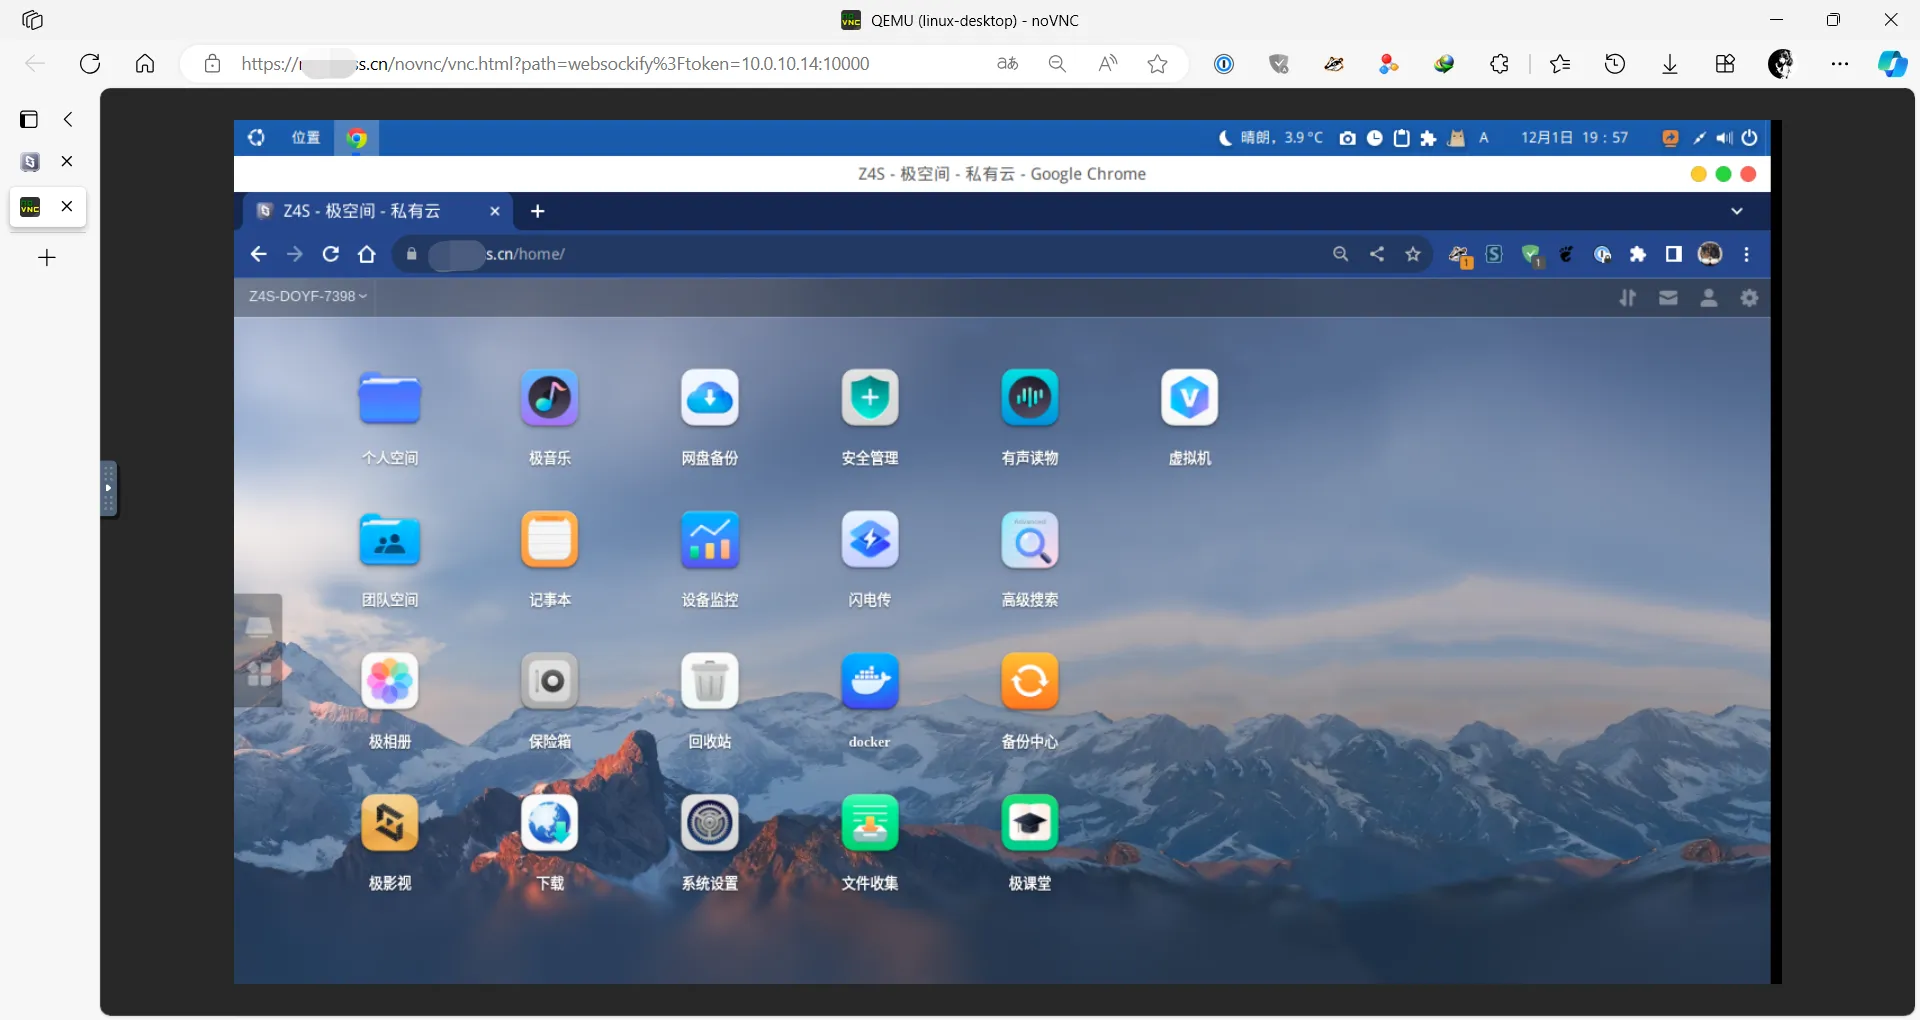 QEMU (linux-desktop) - noVNC
https://
s.cn/novnc/vnc.html?path=websockify%3Ftoken=10.0.10.14:10000
位置
晴朗，3.9 °C
A
12月1日 19：57
Z4S - 极空间 - 私有云 - Google Chrome
Z4S - 极空间 - 私有云
s.cn/home/
Z4S-DOYF-7398
个人空间
极音乐
网盘备份
安全管理
有声读物
虚拟机
团队空间
记事本
设备监控
闪电传
高级搜索
极相册
保险箱
回收站
docker
备份中心
极影视
下载
系统设置
文件收集
极课堂